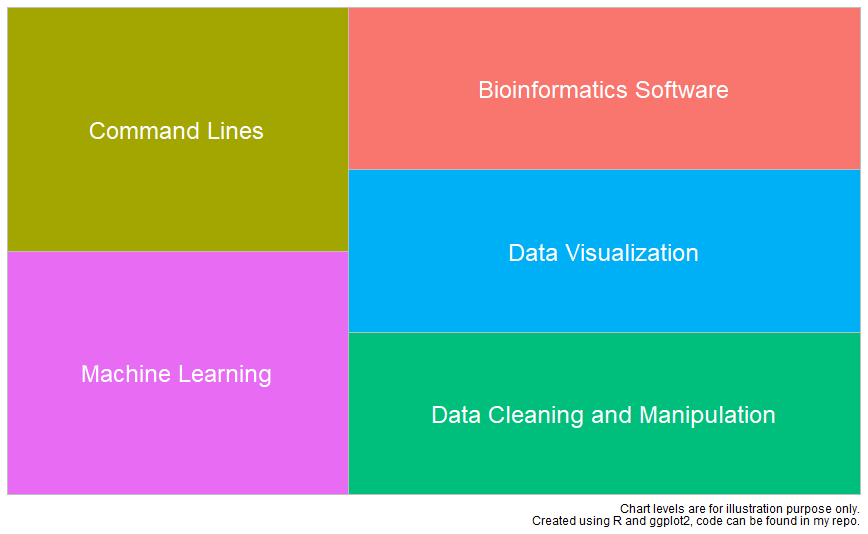 Command Lines
Machine Learning
Bioinformatics Software
Data Visualization
Data Cleaning and Manipulation
Chart levels are for illustration purpose only.
Created using R and ggplot2, code can be found in my repo.